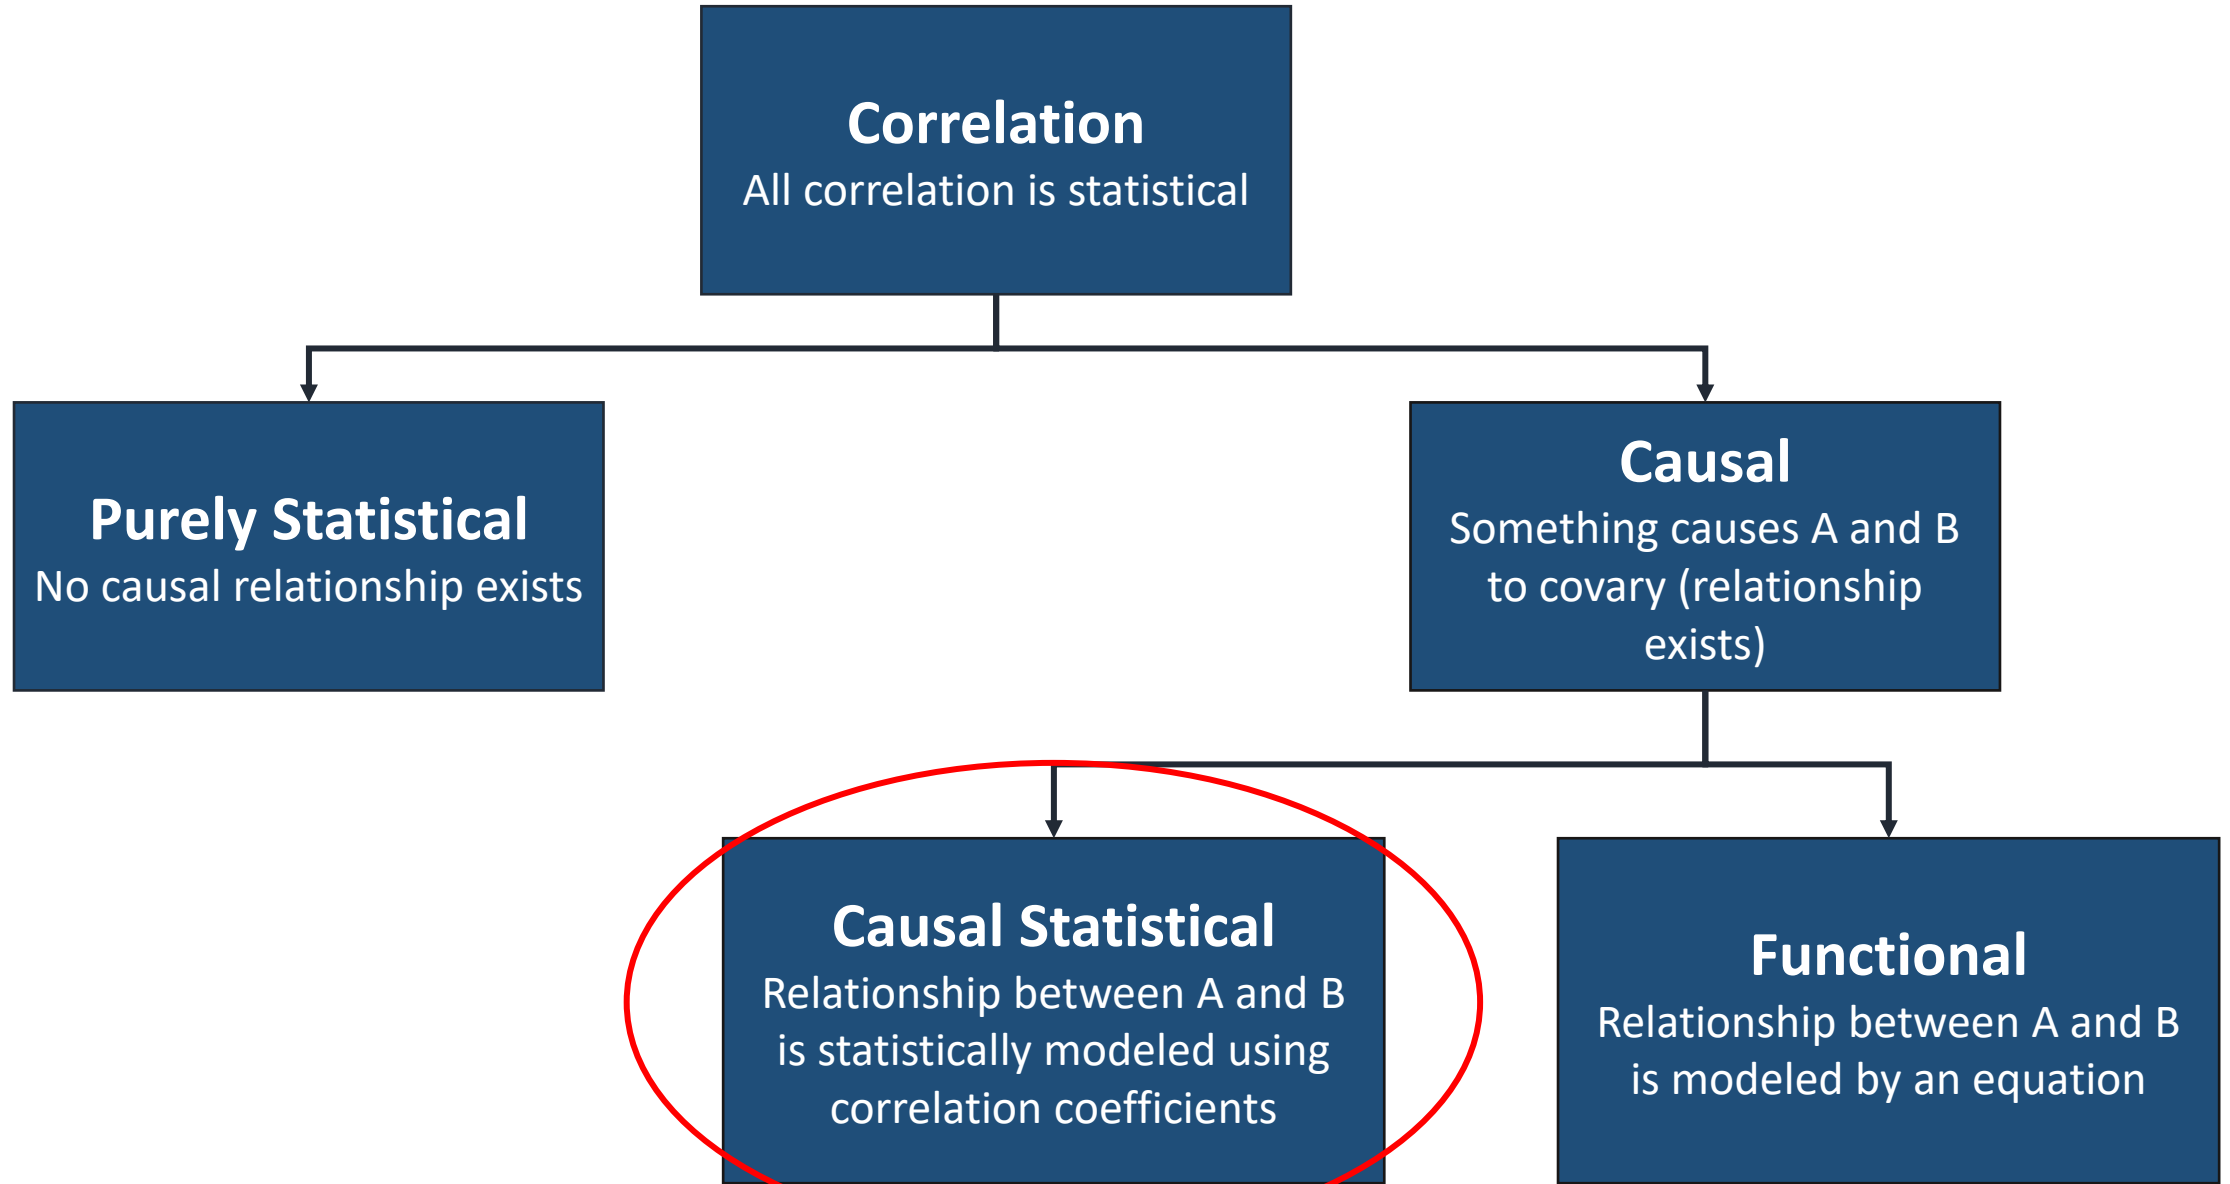 Correlation
All correlation is statistical
Purely Statistical
No causal relationship exists
Causal
Something causes A and B
to covary (relationship
exists)
Causal Statistical
Relationship between A and B
is statistically modeled using
correlation coefficients
Functional
Relationship between A and B
is modeled by an equation